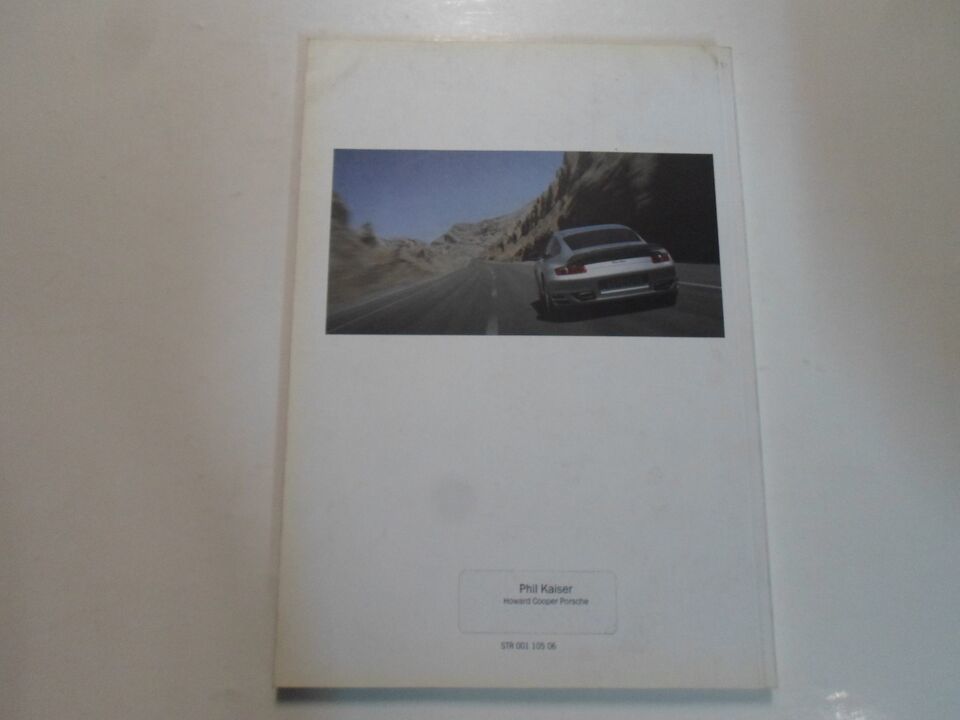 Phil Kaiser
Howard Cooper Porsche
STR 001 105 06